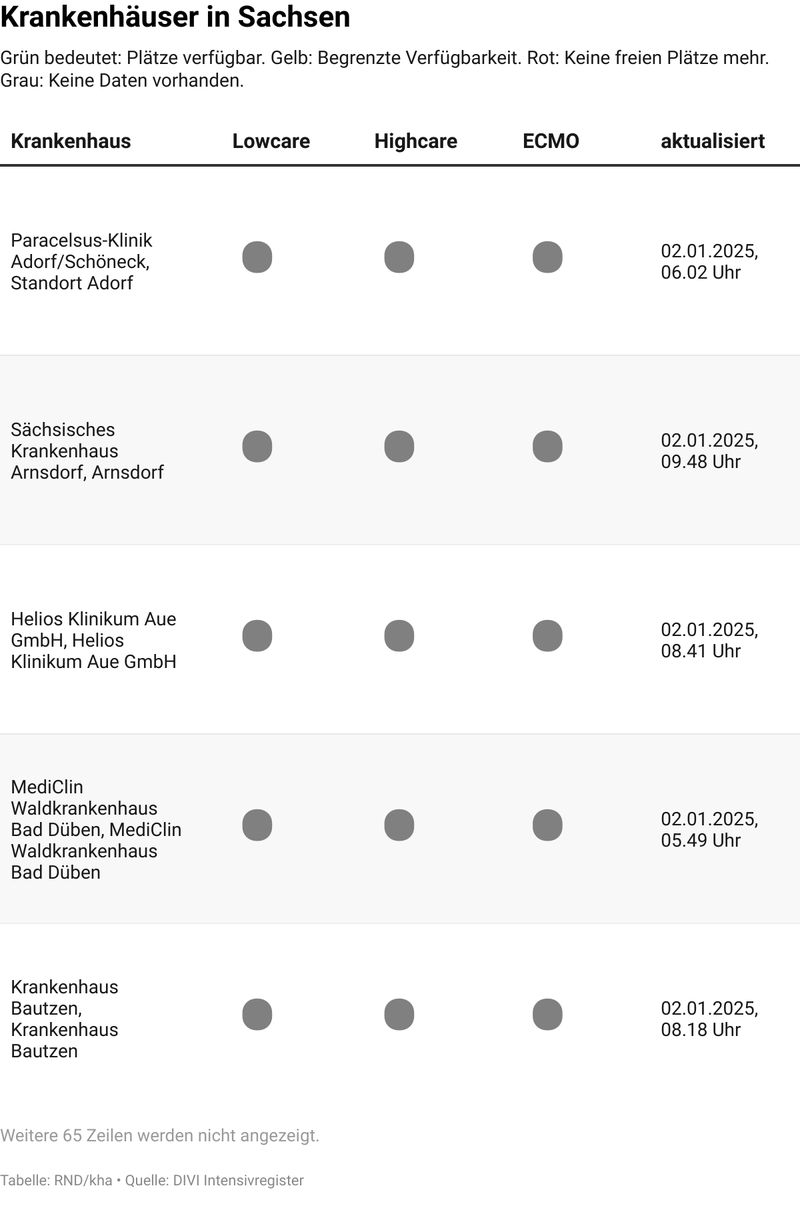 Krankenhäuser in Sachsen
Grün bedeutet: Plätze verfügbar. Gelb: Begrenzte Verfügbarkeit. Rot: Keine freien Plätze mehr.
Grau: Keine Daten vorhanden.
Krankenhaus Lowcare Highcare ECMO aktualisiert
Paracelsus-Klinik
Adorf/Schöneck,
Standort Adorf
02.01.2025,
06.02 Uhr
Sächsisches
Krankenhaus
Arnsdorf, Arnsdorf
02.01.2025,
09.48 Uhr
Helios Klinikum Aue
GmbH, Helios
Klinikum Aue GmbH
02.01.2025,
08.41 Uhr
MediClin
Waldkrankenhaus
Bad Düben, MediClin
Waldkrankenhaus
Bad Düben
02.01.2025,
05.49 Uhr
Krankenhaus
Bautzen,
Krankenhaus
Bautzen
02.01.2025,
08.18 Uhr
Weitere 65 Zeilen werden nicht angezeigt.
Tabelle: RND/kha • Quelle: DIVI Intensivregister